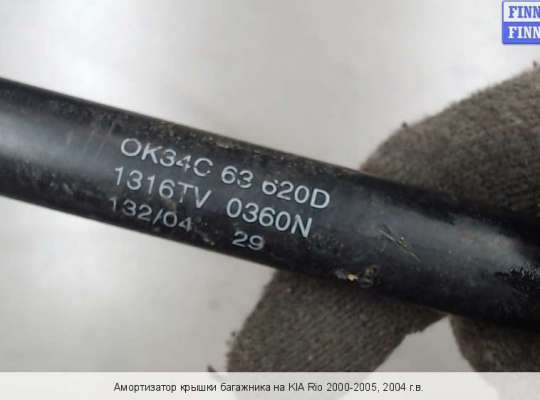 FINN
FINN
OK34C 63 620D
1316TV 0360N
132/04 29
Амортизатор крышки багажника на KIA Rio 2000-2005, 2004 г.в.